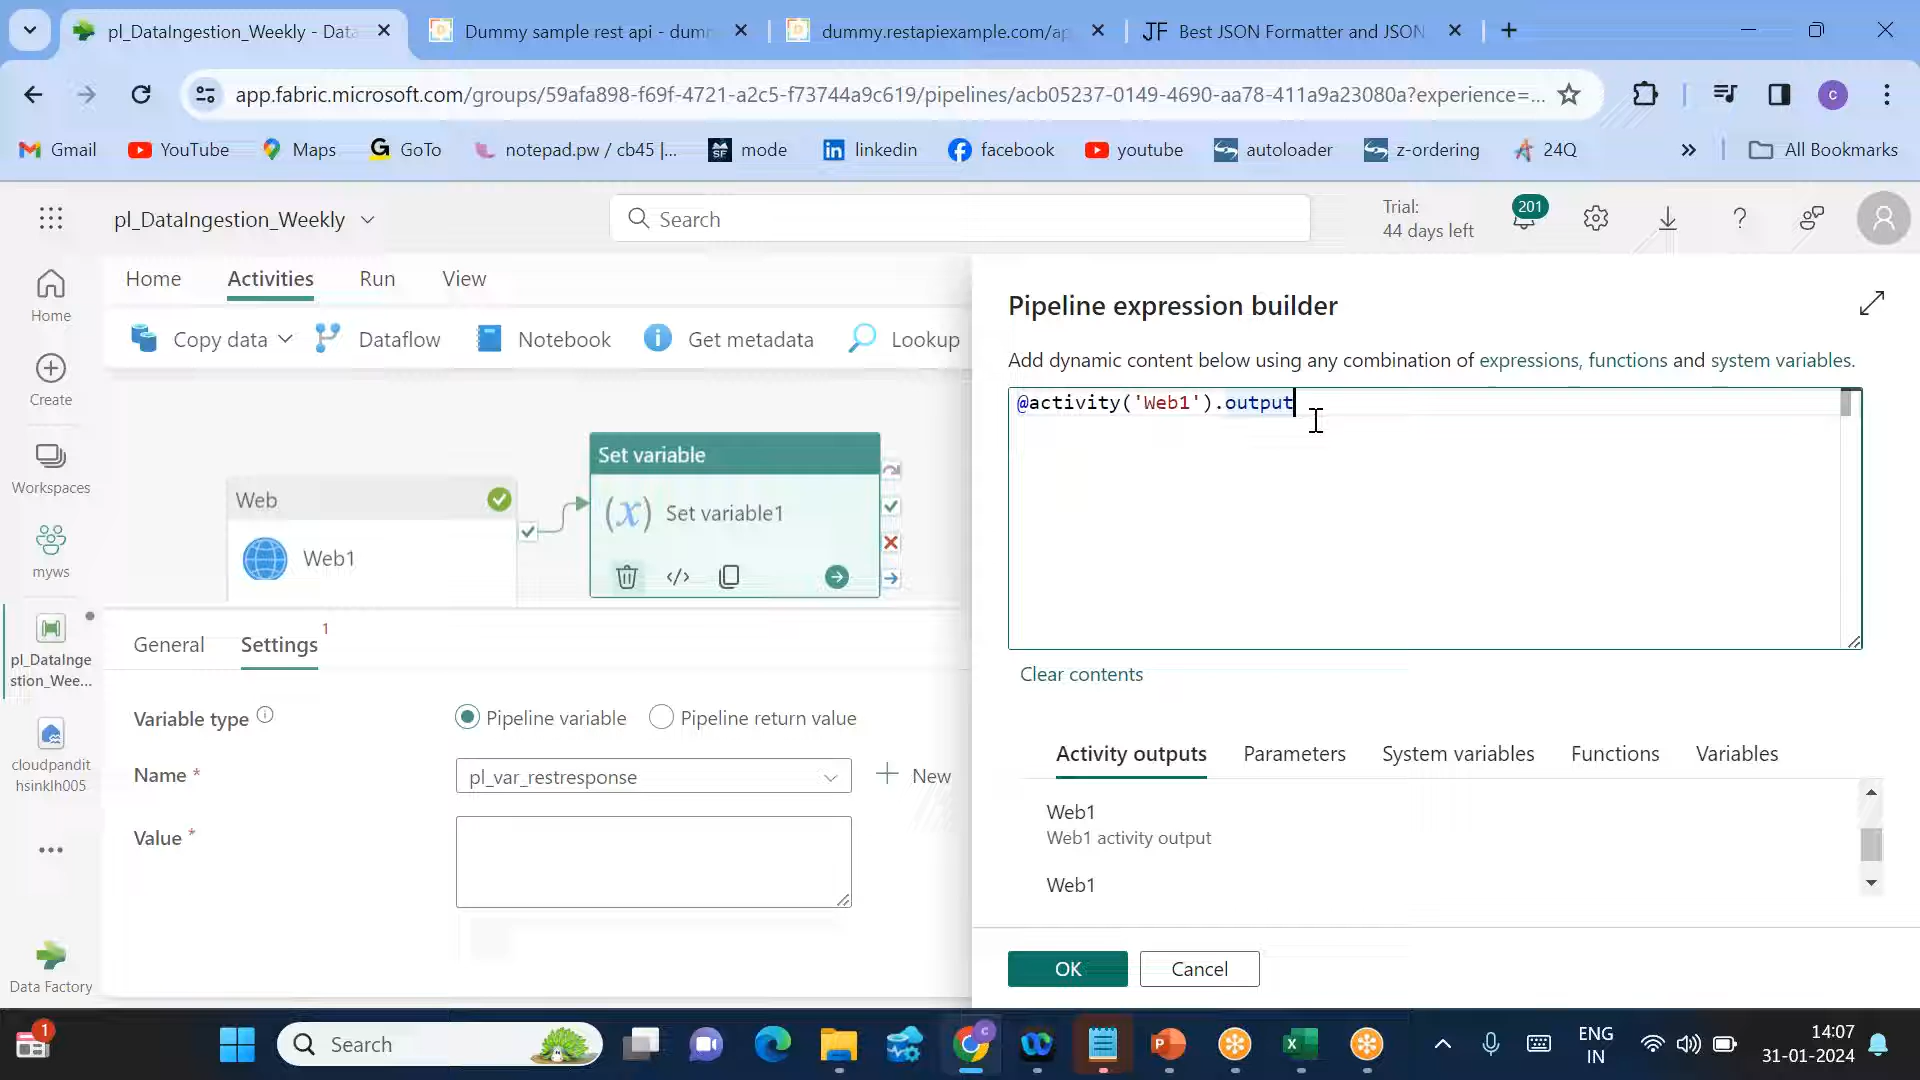 pl_DataIngestion_Weekly - Data
Dummy sample rest api - dumm
dummy.restapiexample.com/ap
JF Best JSON Formatter and JSON
app.fabric.microsoft.com/groups/59afa898-f69f-4721-a2c5-f73744a9c619/pipelines/acb05237-0149-4690-aa78-411a9a23080a?experience=...
c
Gmail
YouTube
Maps
GoTo
notepad.pw / cb45 |...
mode
linkedin
facebook
youtube
autoloader
z-ordering
24Q
»
All Bookmarks
pl_DataIngestion_Weekly
Search
Trial:
44 days left
201
Home
Activities
Run
View
Copy data
Dataflow
Notebook
Get metadata
Lookup
Home
Create
Workspaces
myws
pl_DataInge
stion_Wee...
cloudpandit
hsinklh005
Data Factory
Web
Web1
Set variable
(x) Set variable1
General
Settings 1
Variable type
Pipeline variable
Pipeline return value
Name *
pl_var_restresponse
New
Value *
Pipeline expression builder
Add dynamic content below using any combination of expressions, functions and system variables.
@activity('Web1').output
Clear contents
Activity outputs
Parameters
System variables
Functions
Variables
Web1
Web1 activity output
Web1
OK
Cancel
1
Search
ENG
IN
14:07
31-01-2024